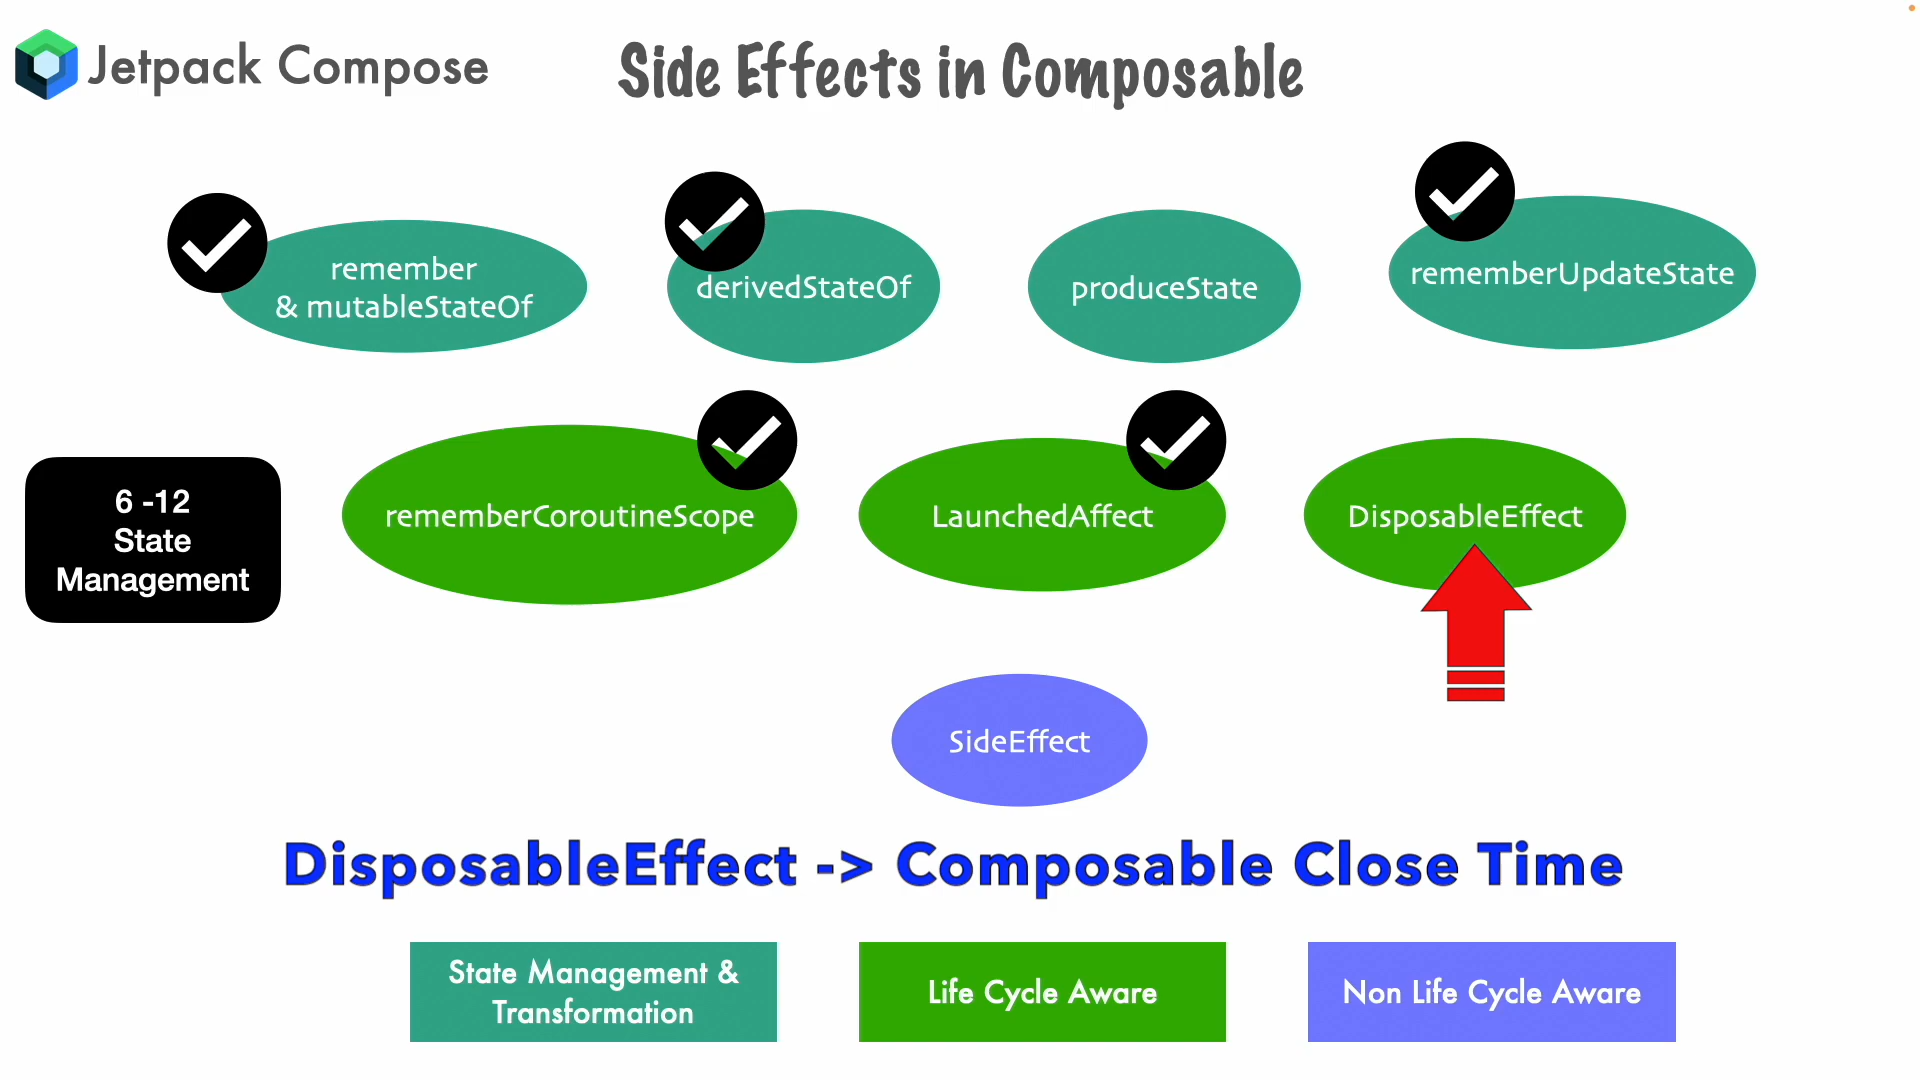 Jetpack Compose
Side Effects in Composable
remember
& mutableStateOf
derivedStateOf
produceState
rememberUpdateState
6 -12
State
Management
rememberCoroutineScope
LaunchedAffect
DisposableEffect
SideEffect
DisposableEffect -> Composable Close Time
State Management &
Transformation
Life Cycle Aware
Non Life Cycle Aware